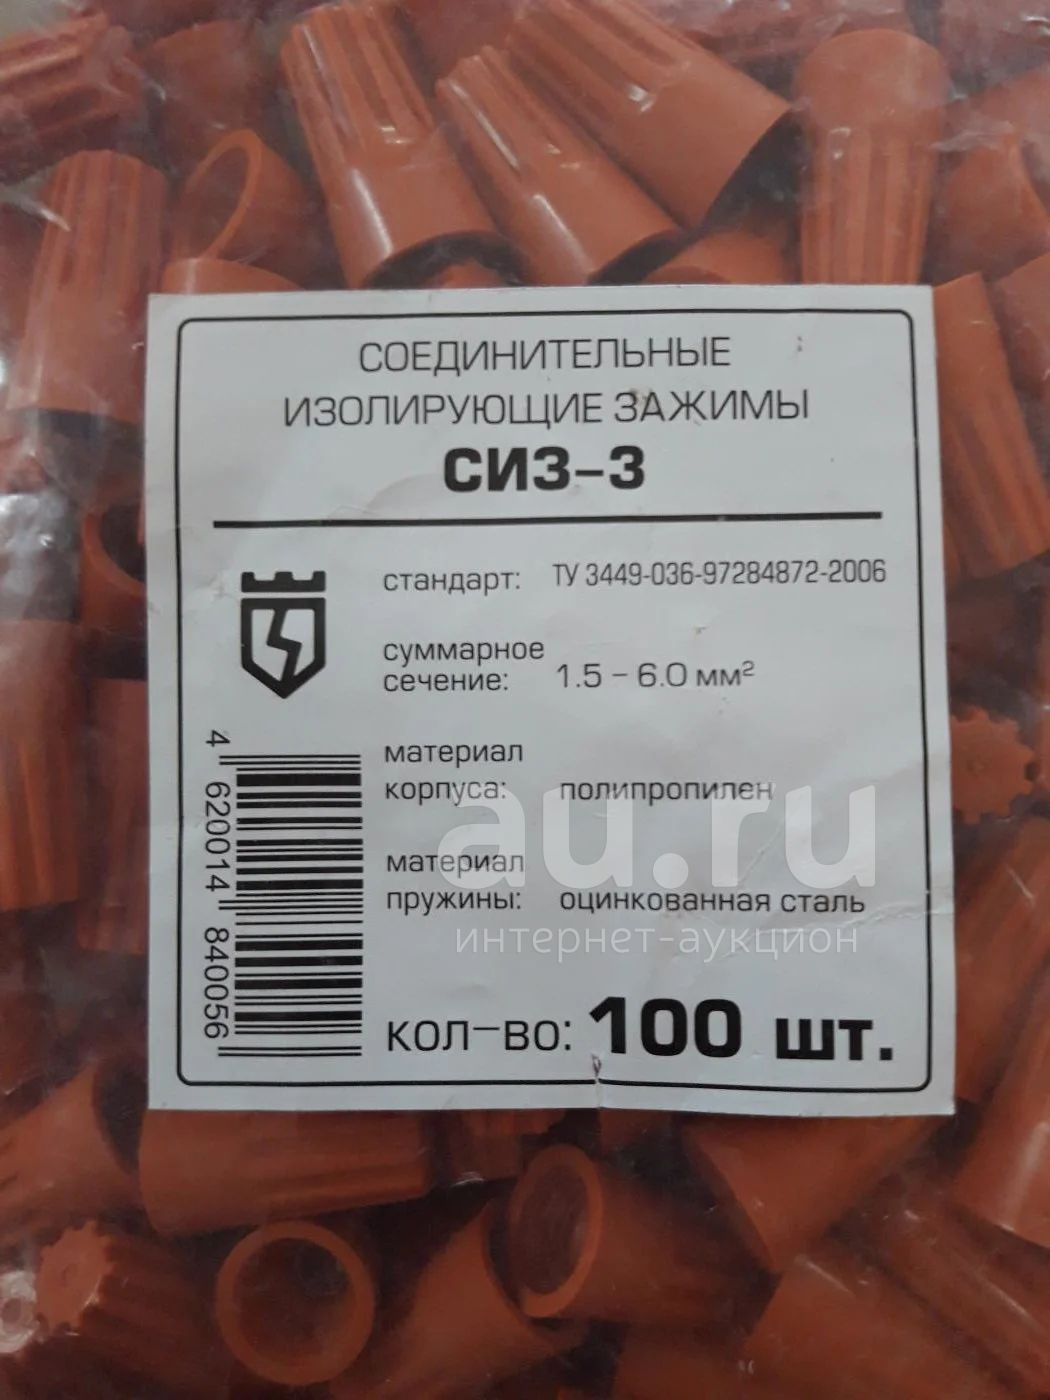 СОЕДИНИТЕЛЬНЫЕ
ИЗОЛИРУЮЩИЕ ЗАЖИМЫ
СИЗ-3
стандарт: ТУ 3449-036-97284872-2006
суммарное
сечение: 1.5 - 6.0 мм²
материал
корпуса: полипропилен
материал
пружины: оцинкованная сталь
кол-во: 100 шт.
4 620014 840056
au.ru
интернет-аукцион